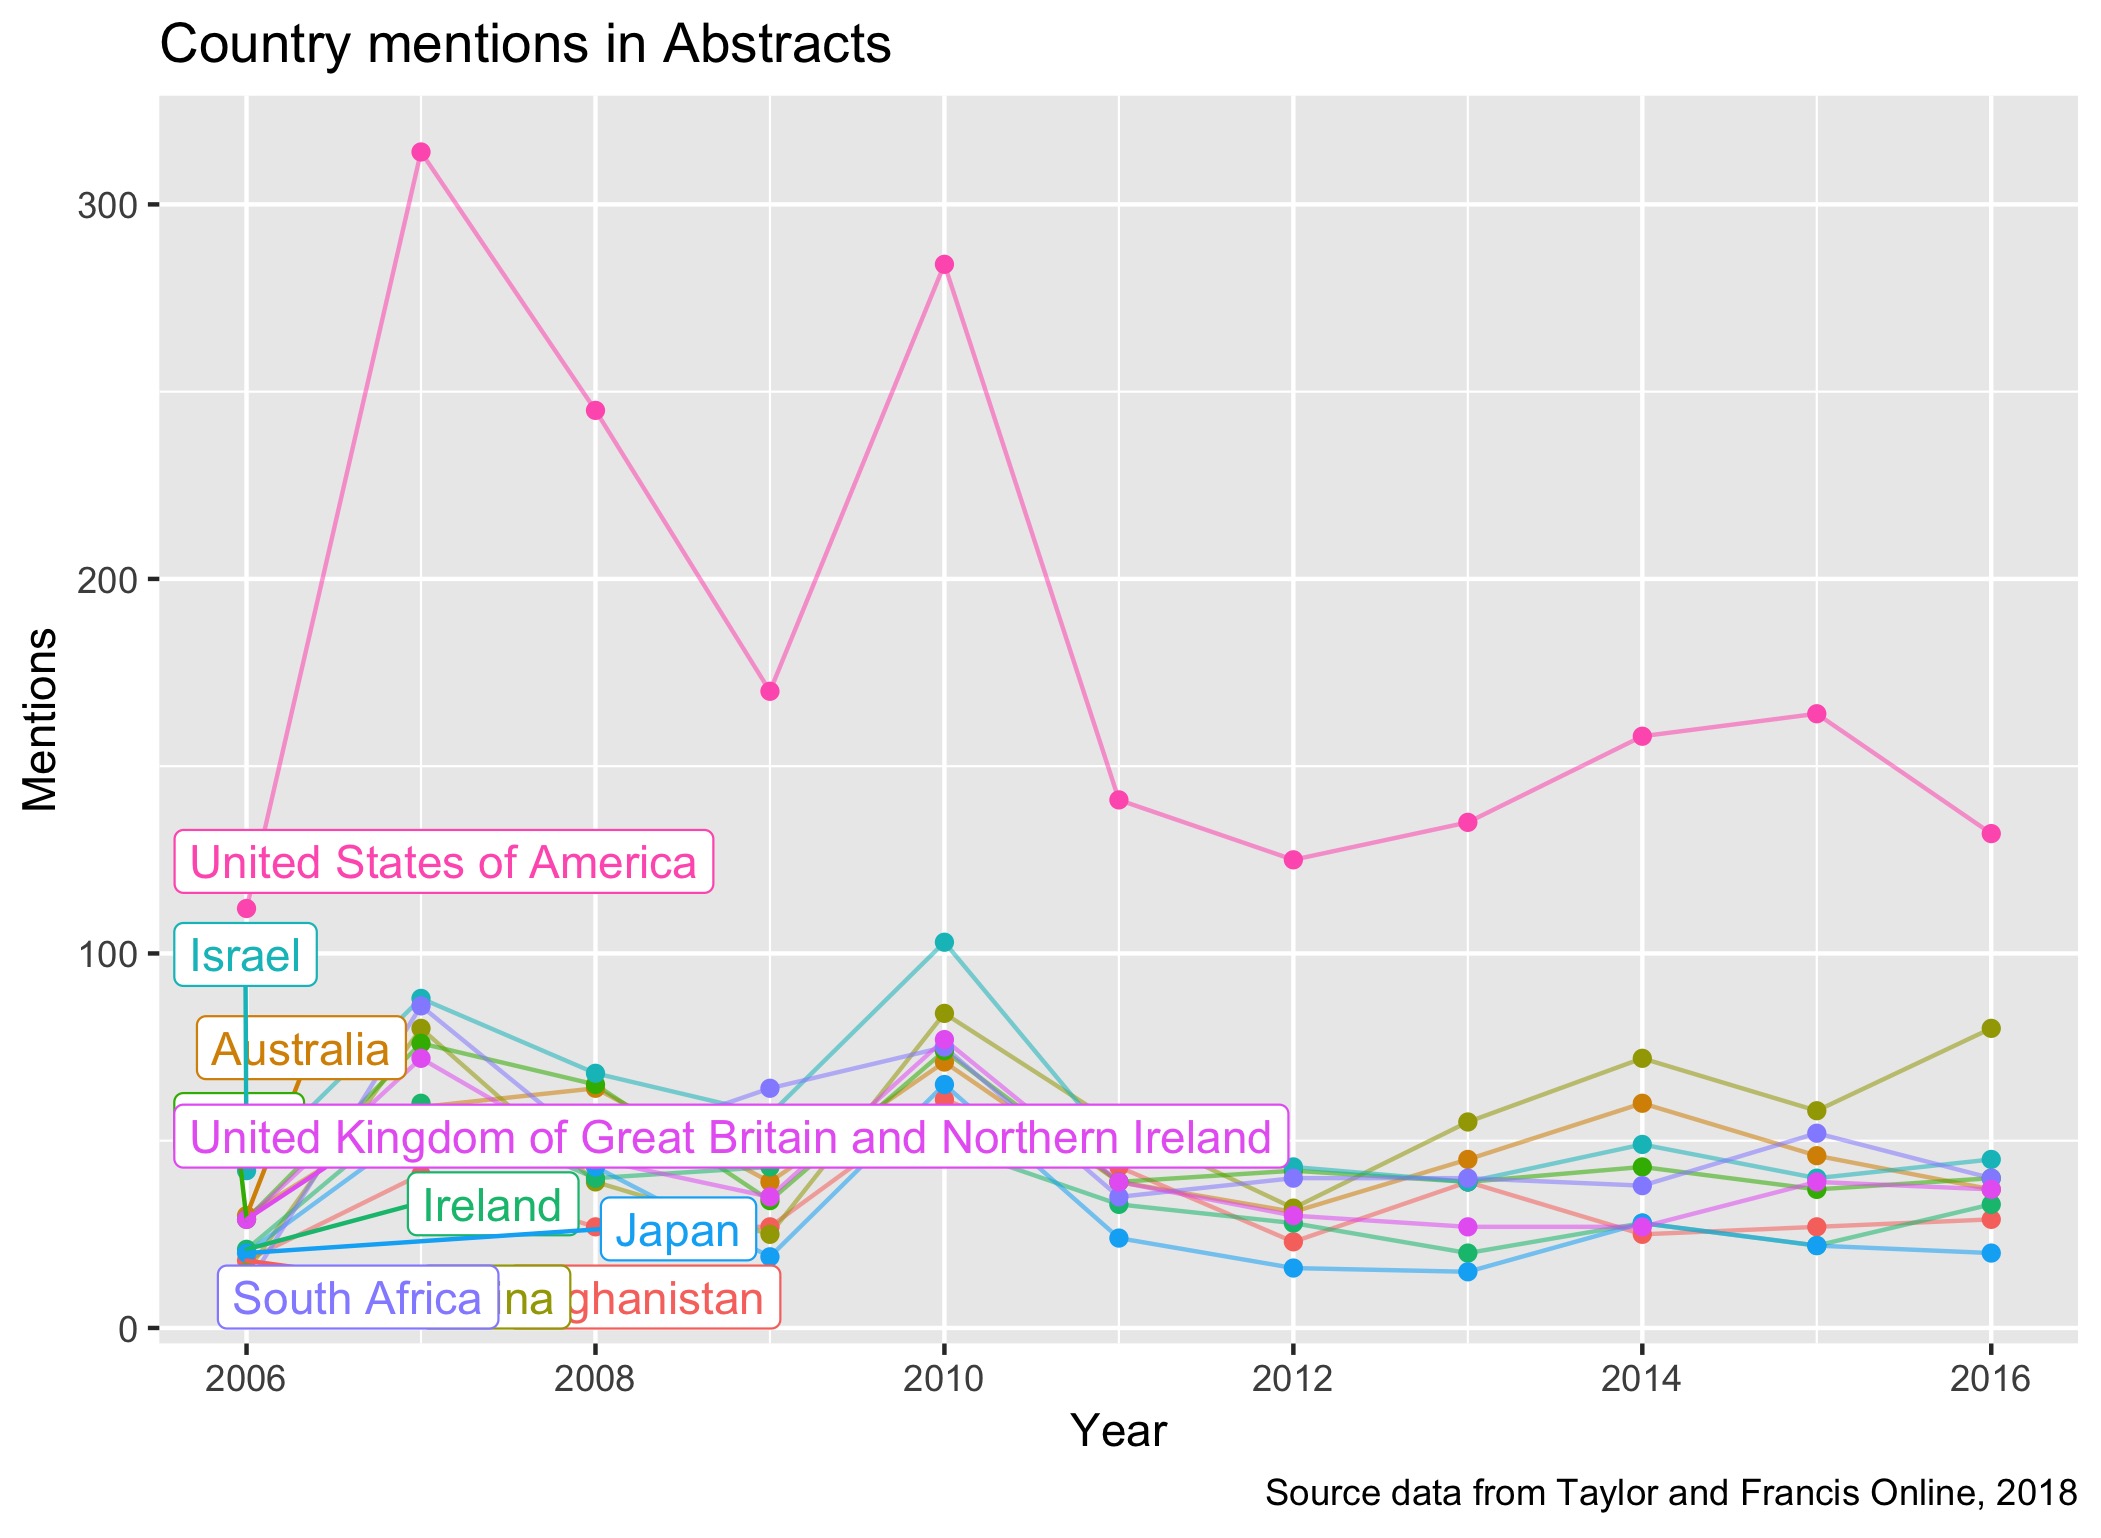 Country mentions in Abstracts
300
200
100
0
Mentions
United States of America
Israel
Australia
United Kingdom of Great Britain and Northern Ireland
Ireland
Japan
South Africa
2006 2008 2010 2012 2014 2016
Year
Source data from Taylor and Francis Online, 2018